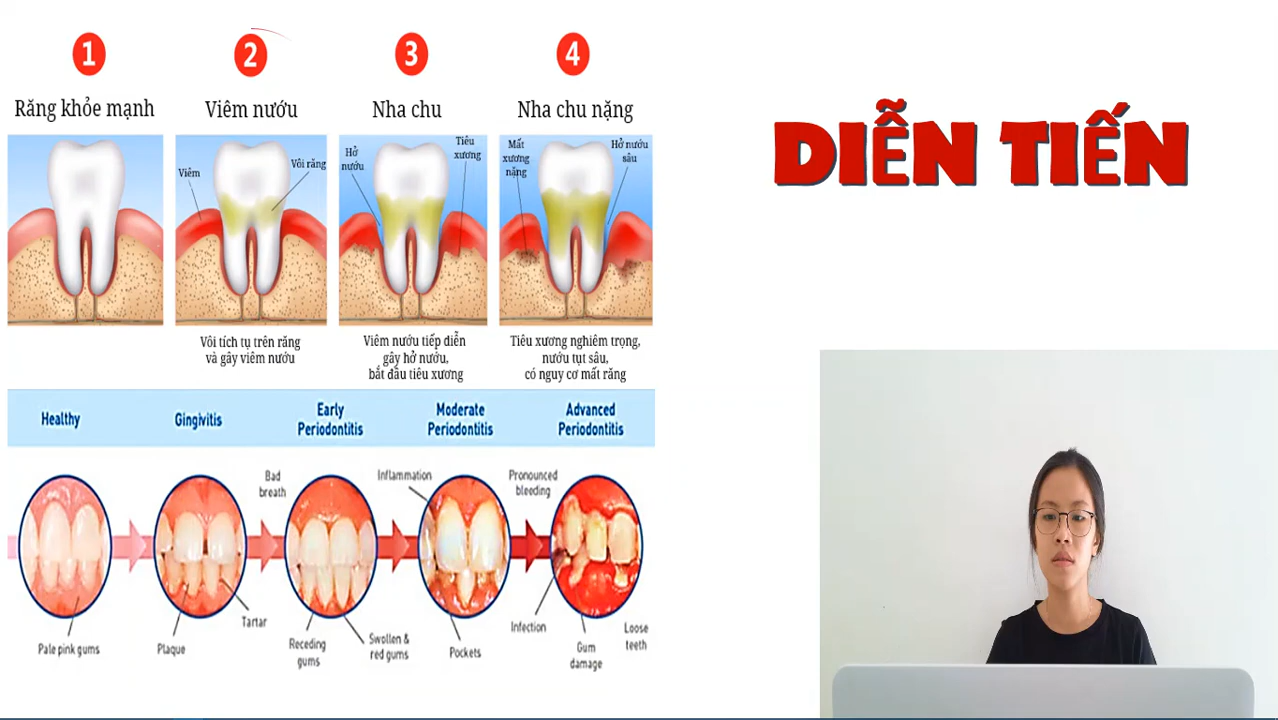 1
2
3
4
Răng khỏe mạnh
Viêm nướu
Nha chu
Nha chu nặng
Viêm
Vôi răng
Hở
nướu
Tiêu
xương
Mất
xương
nặng
Hở nướu
sâu
Vôi tích tụ trên răng
và gây viêm nướu
Viêm nướu tiếp diễn
gây hở nướu,
bắt đầu tiêu xương
Tiêu xương nghiêm trọng,
nướu tụt sâu,
có nguy cơ mất răng
DIỄN TIẾN
Healthy
Gingivitis
Early
Periodontitis
Moderate
Periodontitis
Advanced
Periodontitis
Bad
breath
Inflammation
Pronounced
bleeding
Pale pink gums
Plaque
Tartar
Receding
gums
Swollen &
red gums
Pockets
Infection
Gum
damage
Loose
teeth